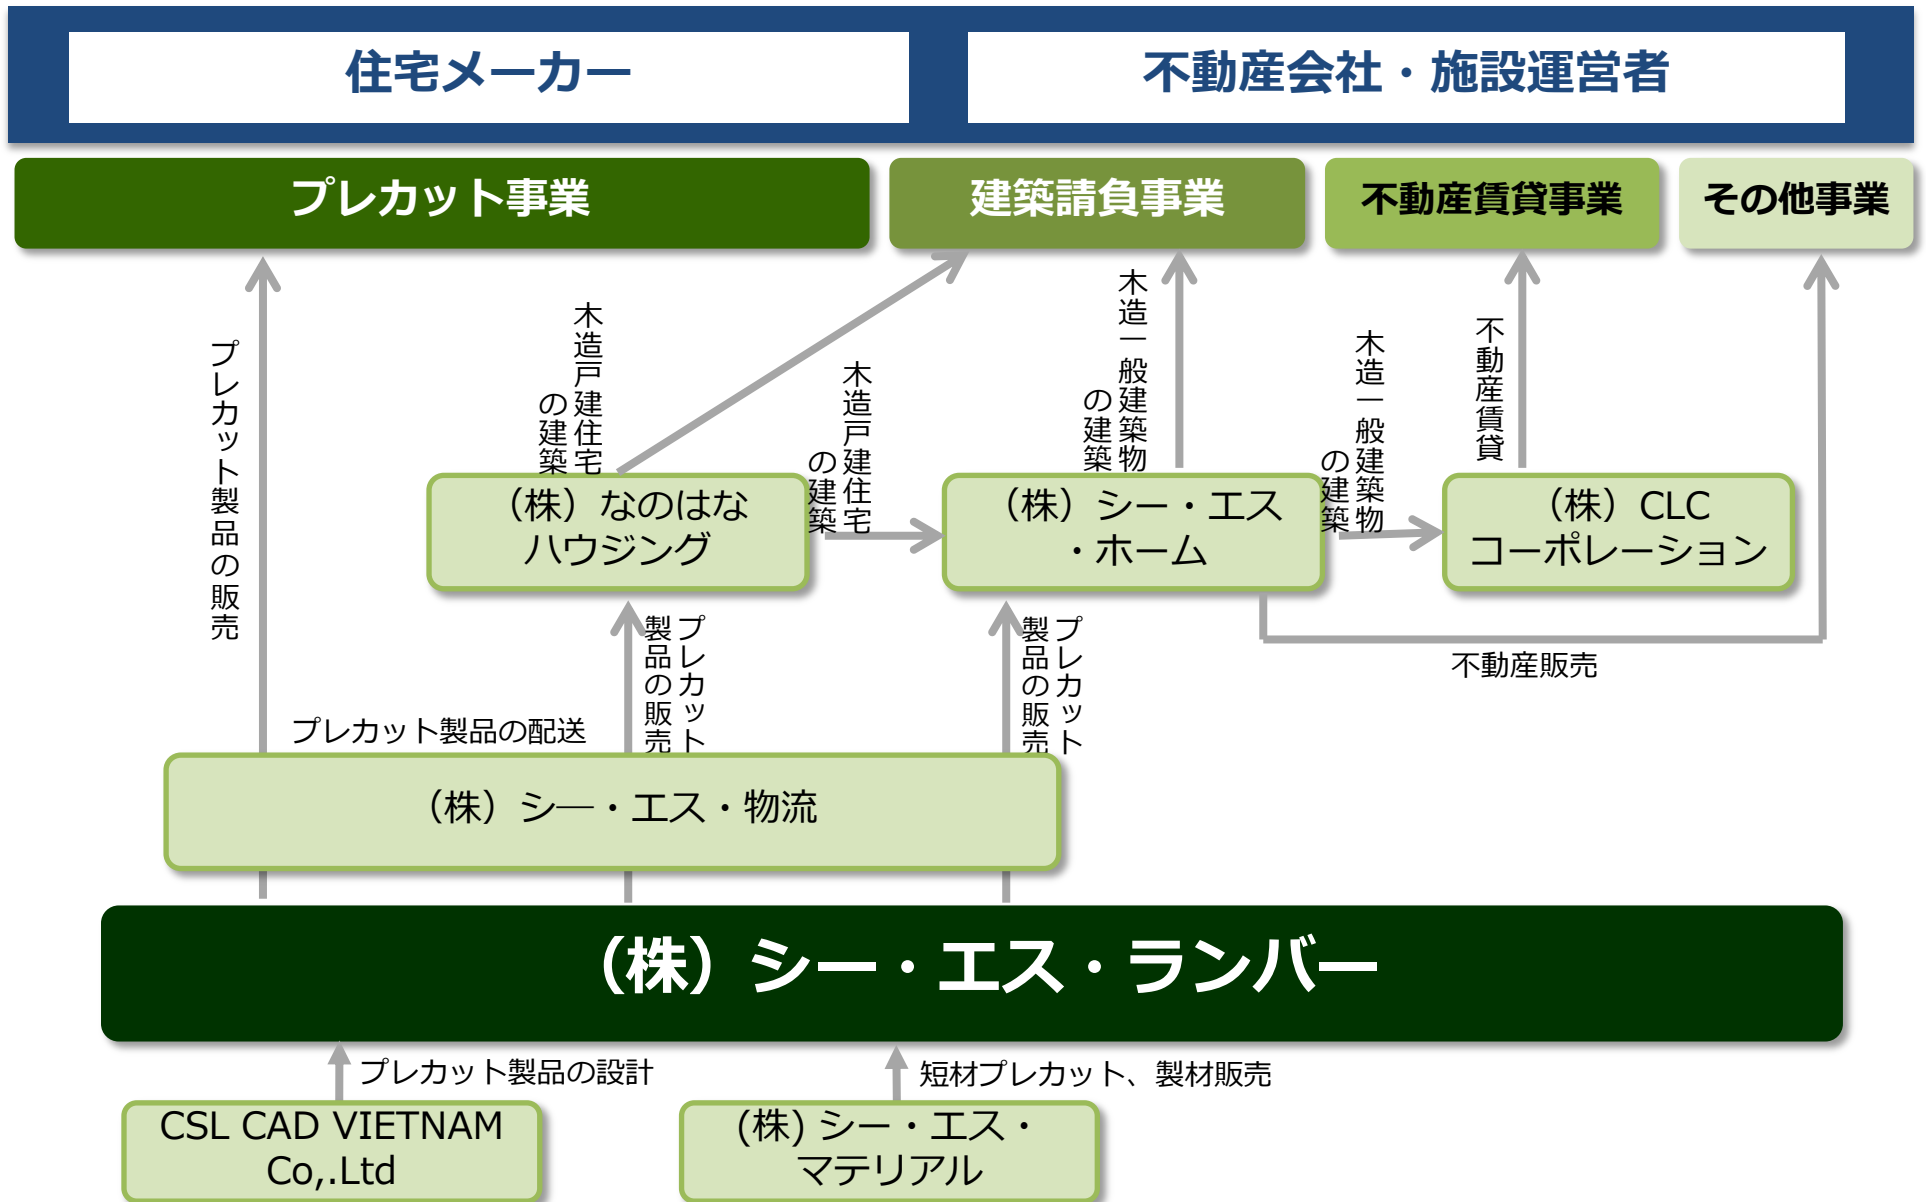 住宅メーカー
不動産会社・施設運営者
プレカット事業
建築請負事業
不動産賃貸事業
その他事業
プレカット製品の販売
木造戸建住宅
の建築
木造戸建住宅
の建築
木造一般建築物
の建築
木造一般建築物
の建築
不動産賃貸
（株）なのはな
ハウジング
（株）シー・エス
・ホーム
（株）CLC
コーポレーション
プレカット
製品の販売
プレカット
製品の販売
不動産販売
プレカット製品の配送
（株）シ―・エス・物流
（株）シー・エス・ランバー
プレカット製品の設計
短材プレカット、製材販売
CSL CAD VIETNAM
Co,.Ltd
(株) シー・エス・
マテリアル